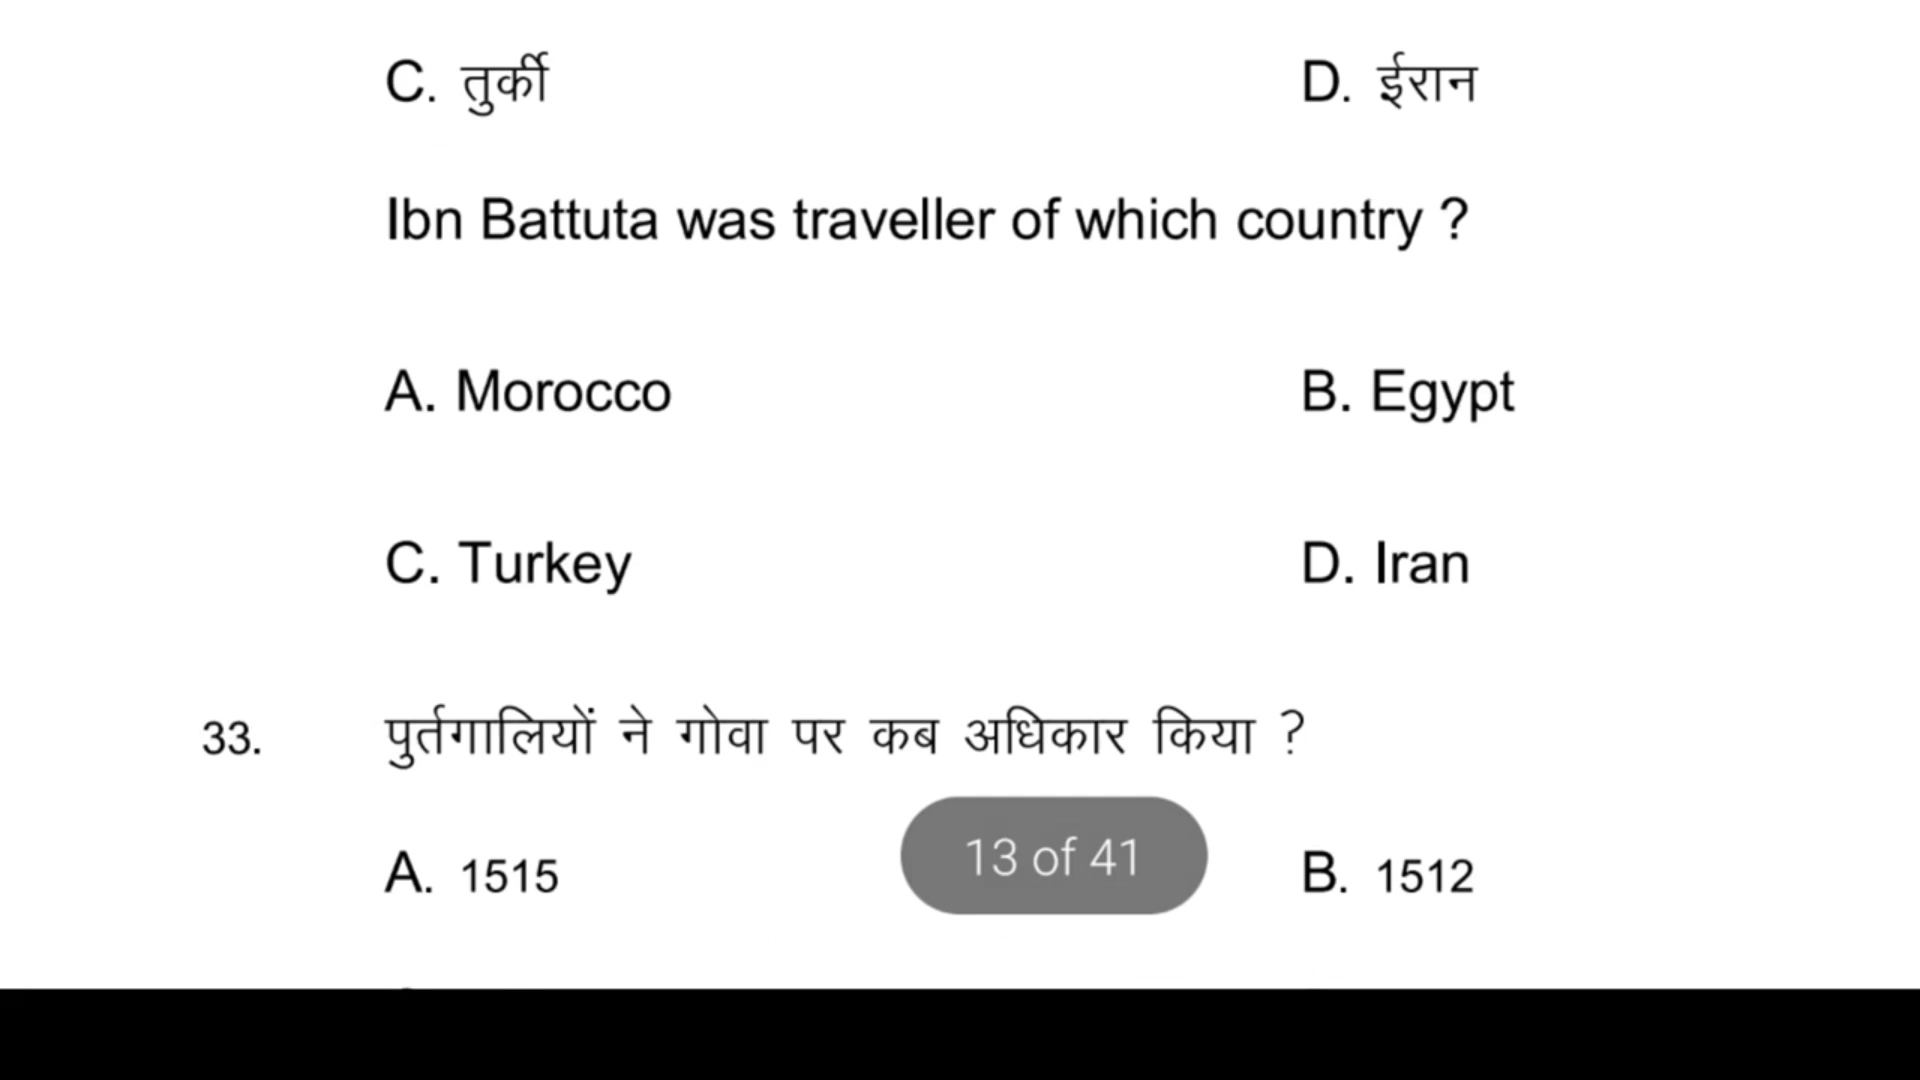 C. तुर्की D. ईरान
Ibn Battuta was traveller of which country ?
A. Morocco B. Egypt
C. Turkey D. Iran
33. पुर्तगालियों ने गोवा पर कब अधिकार किया ?
A. 1515 B. 1512
13 of 41